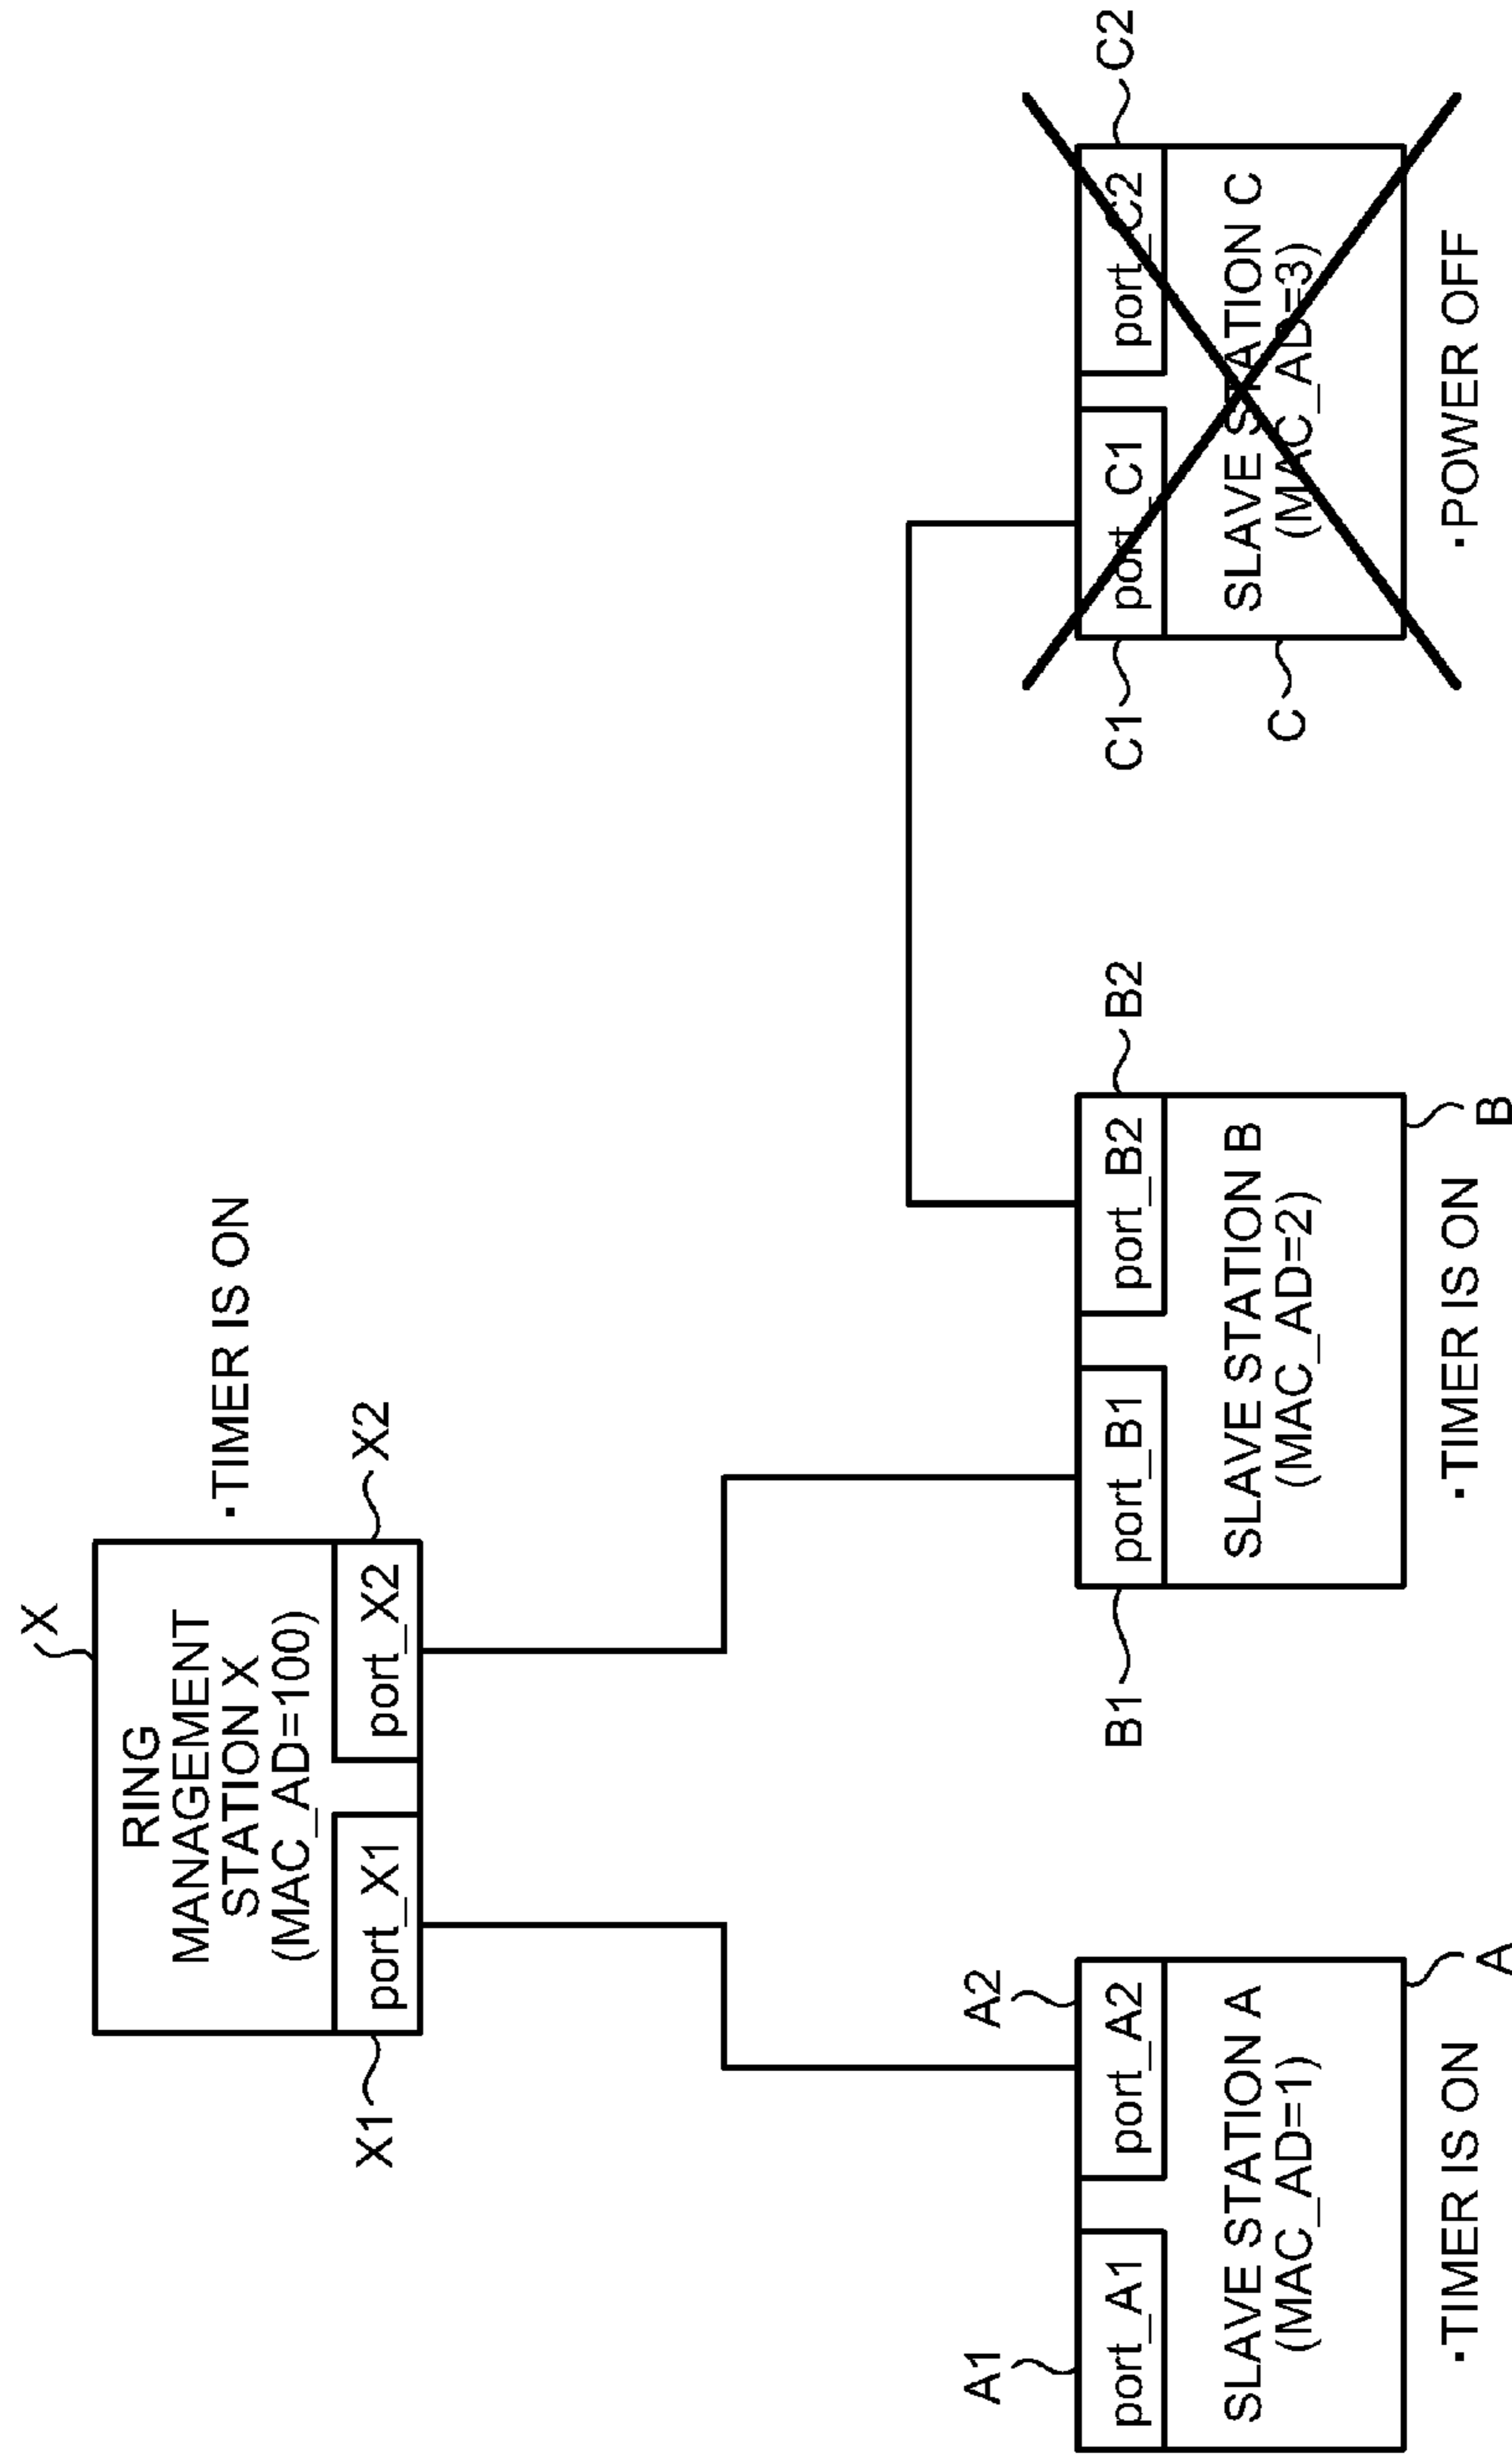 X
RING
MANAGEMENT
STATION X
(MAC_AD=100)
·TIMER IS ON
port_X1
port_X2
X1
X2
A1
A2
port_A1
port_A2
SLAVE STATION A
(MAC_AD=1)
A
·TIMER IS ON
B1
B2
port_B1
port_B2
SLAVE STATION B
(MAC_AD=2)
B
·TIMER IS ON
C1
C2
port_C1
port_C2
SLAVE STATION C
(MAC_AD=3)
C
·POWER OFF